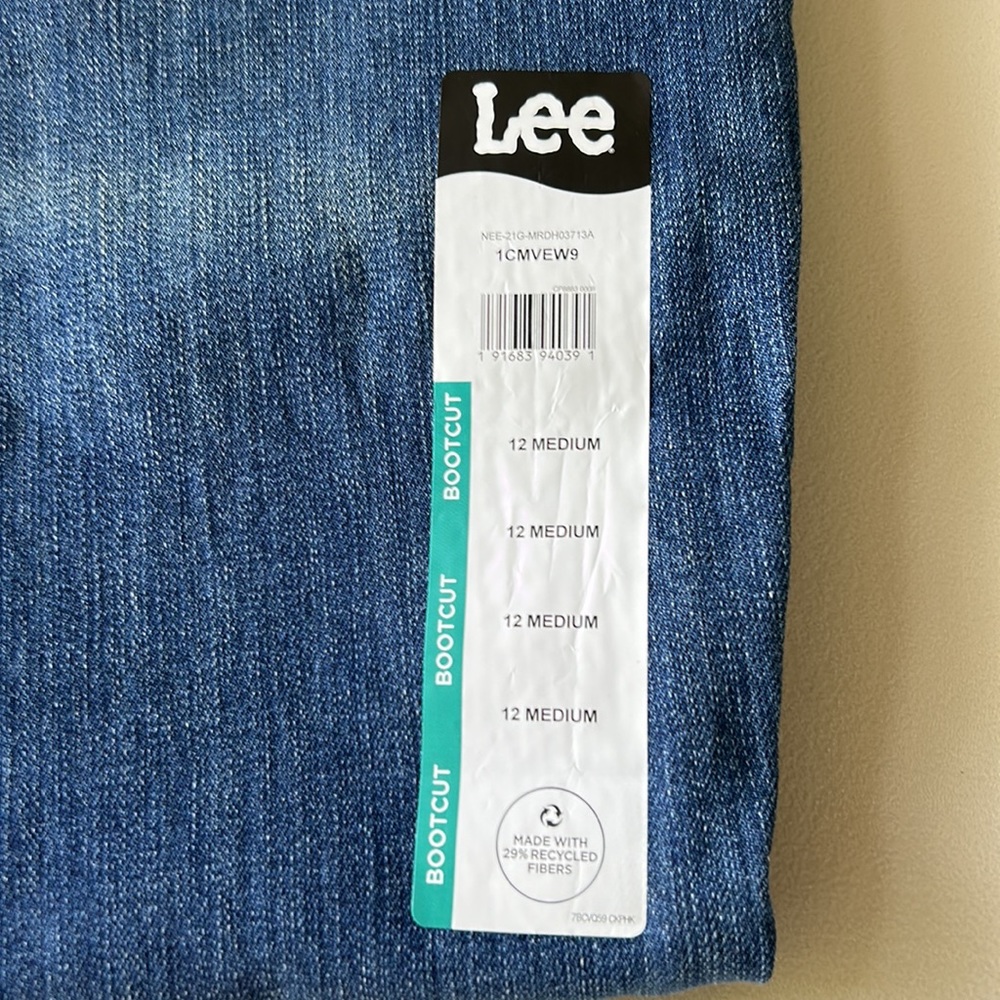 Lee
NEE-21G-MRDH03713A
1CMVEW9
1 91683 94039 1
BOOTCUT
12 MEDIUM
12 MEDIUM
BOOTCUT
12 MEDIUM
12 MEDIUM
BOOTCUT
MADE WITH
29% RECYCLED
FIBERS